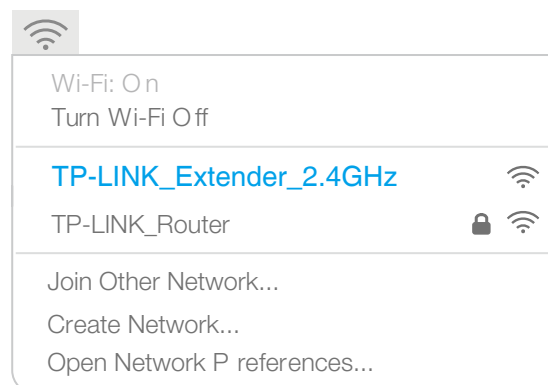 Wi-Fi: On
Turn Wi-Fi Off
TP-LINK_Extender_2.4GHz
TP-LINK_Router
Join Other Network...
Create Network...
Open Network Preferences...